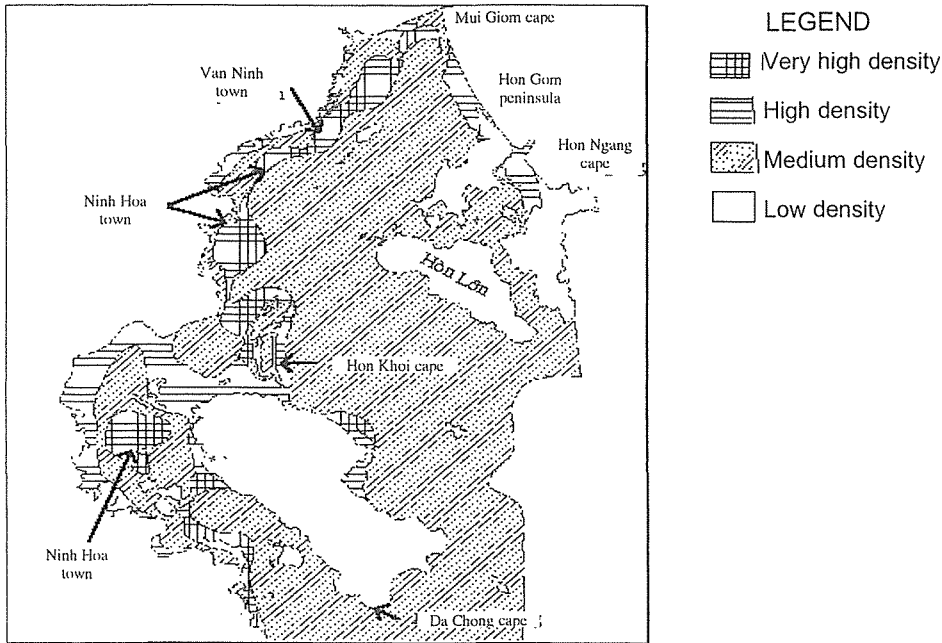 Mui Giom cape
LEGEND
Very high density
High density
Medium density
Low density
Van Ninh
town
1
Hon Gom
peninsula
Hon Ngang
cape
Ninh Hoa
town
Hòn Lớn
Hon Khoi cape
Ninh Hoa
town
Da Chong cape